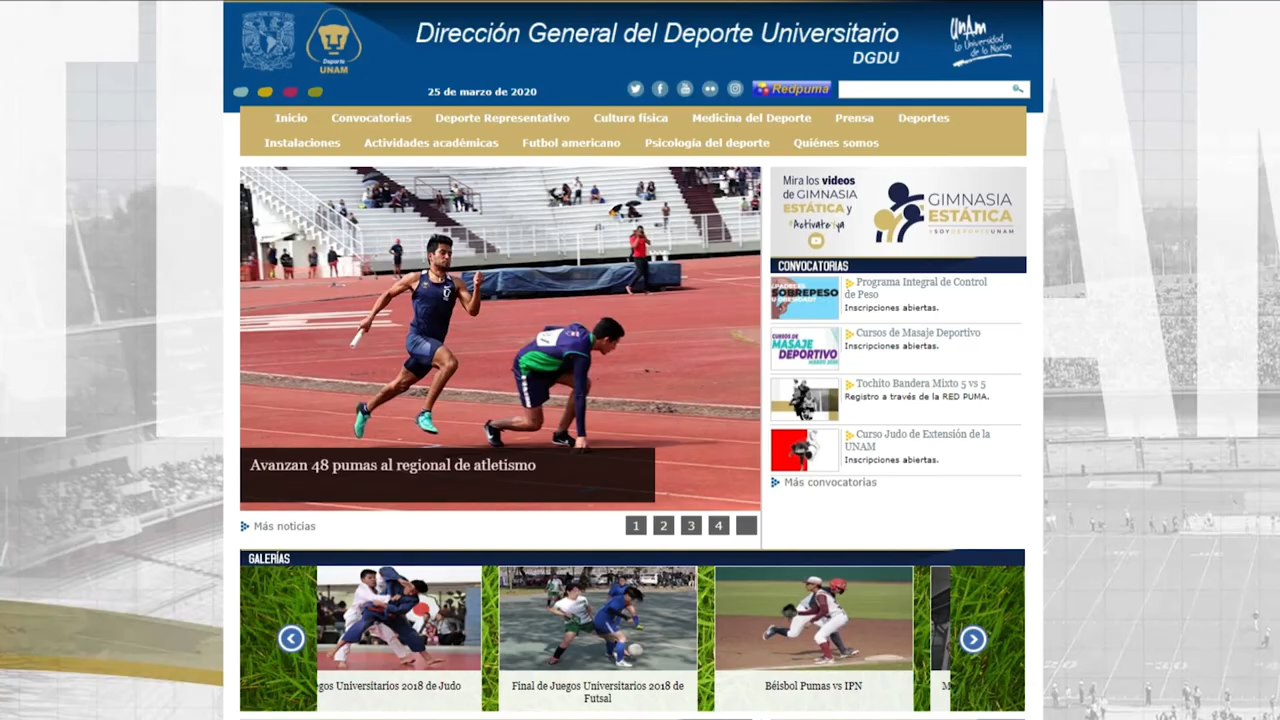 Dirección General del Deporte Universitario
DGDU
Deporte
UNAM
UNAM
La Universidad
de la Nación
25 de marzo de 2020
Redpuma
Inicio Convocatorias Deporte Representativo Cultura física Medicina del Deporte Prensa Deportes
Instalaciones Actividades académicas Futbol americano Psicología del deporte Quiénes somos
Avanzan 48 pumas al regional de atletismo
Más noticias
1 2 3 4
Mira los videos
de GIMNASIA
ESTÁTICA y
#Activate ya
GIMNASIA
ESTÁTICA
#SOYDEPORTEUNAM
CONVOCATORIAS
SOBREPESO
Programa Integral de Control
de Peso
Inscripciones abiertas.
CURSOS DE
MASAJE
DEPORTIVO
Cursos de Masaje Deportivo
Inscripciones abiertas.
Tochito Bandera Mixto 5 vs 5
Registro a través de la RED PUMA.
Curso Judo de Extensión de la
UNAM
Inscripciones abiertas.
Más convocatorias
GALERÍAS
gos Universitarios 2018 de Judo
Final de Juegos Universitarios 2018 de
Futsal
Béisbol Pumas vs IPN